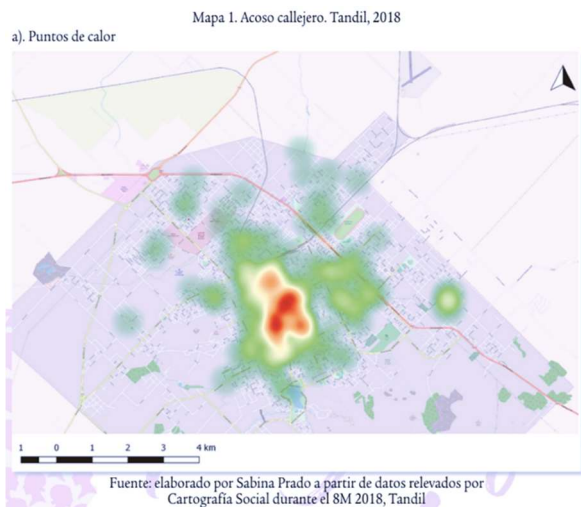 Mapa 1. Acoso callejero. Tandil, 2018
a). Puntos de calor
1 0 1 2 3 4 km
Fuente: elaborado por Sabina Prado a partir de datos relevados por
Cartografía Social durante el 8M 2018, Tandil